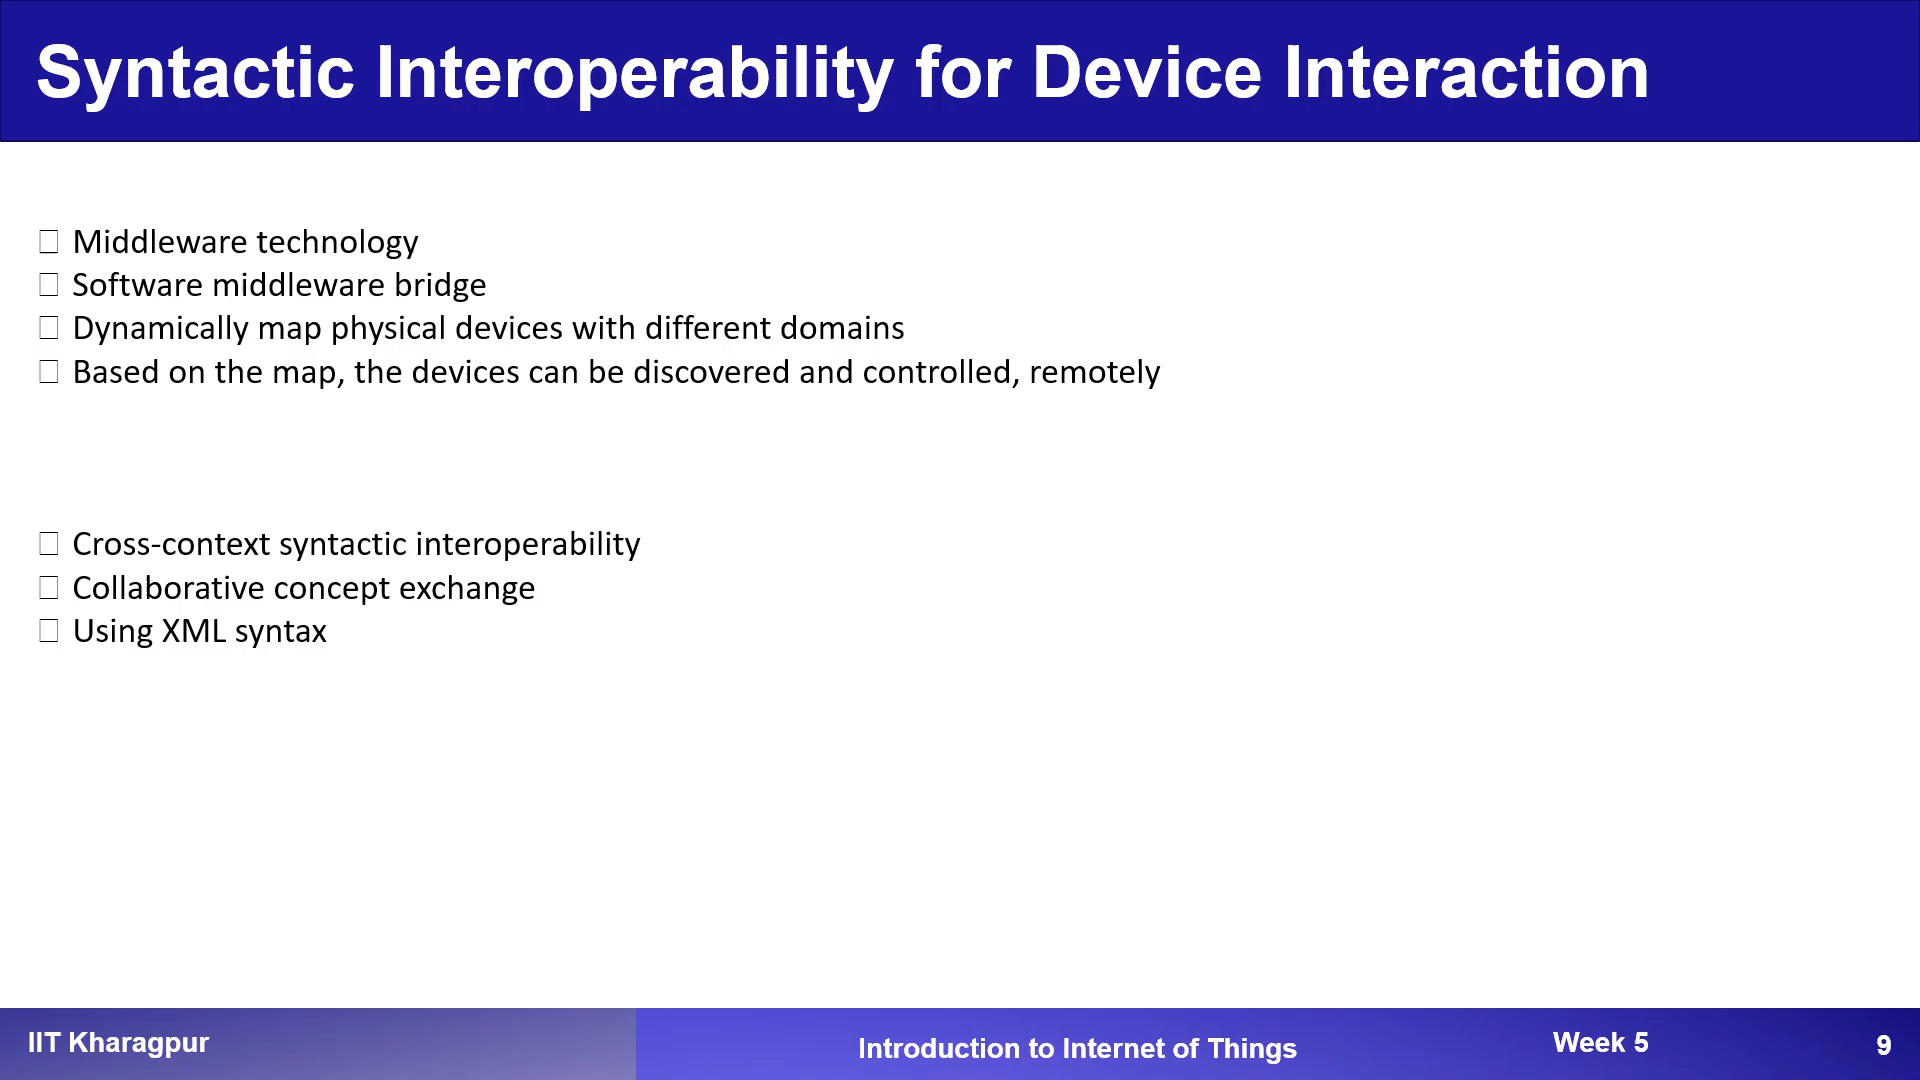 Syntactic Interoperability for Device Interaction
Middleware technology
Software middleware bridge
Dynamically map physical devices with different domains
Based on the map, the devices can be discovered and controlled, remotely
Cross-context syntactic interoperability
Collaborative concept exchange
Using XML syntax
IIT Kharagpur
Introduction to Internet of Things
Week 5
9